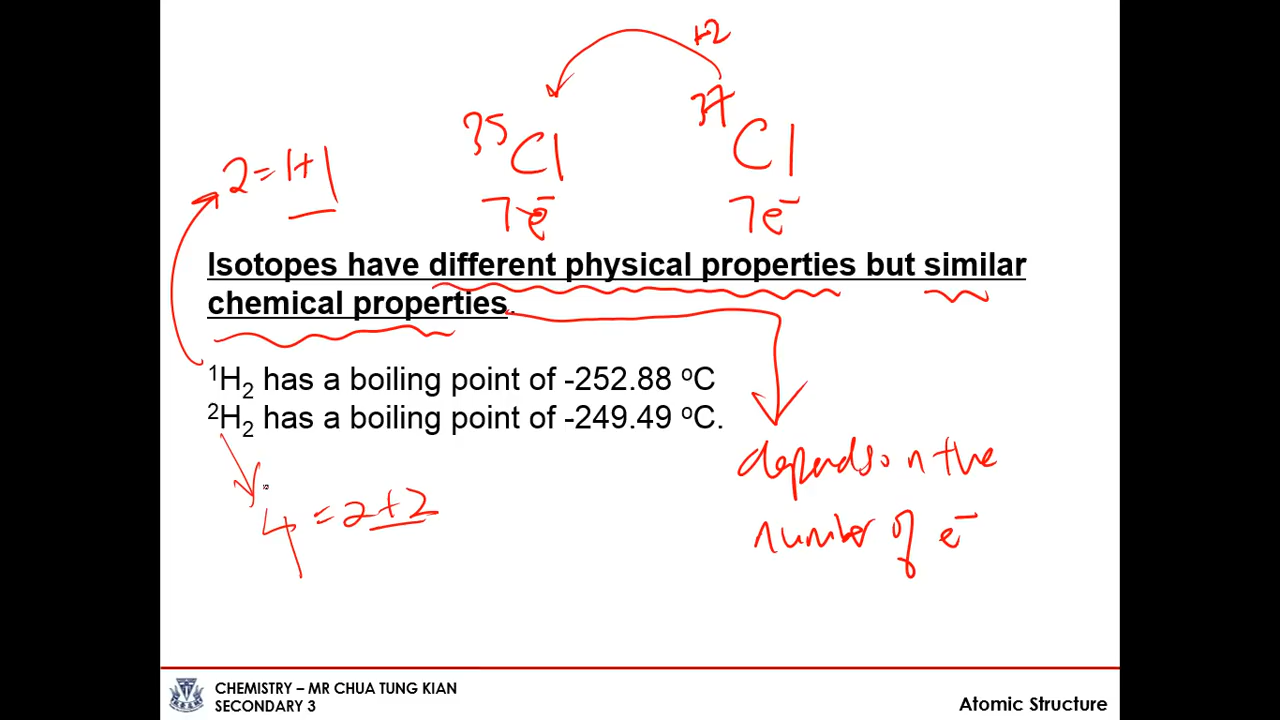 +2
35Cl
37Cl
2 = 1+1
7e-
7e-
Isotopes have different physical properties but similar
chemical properties.
1H2 has a boiling point of -252.88 oC
2H2 has a boiling point of -249.49 oC.
depends on the
4 = 2+2
number of e-
CHEMISTRY – MR CHUA TUNG KIAN
SECONDARY 3
Atomic Structure